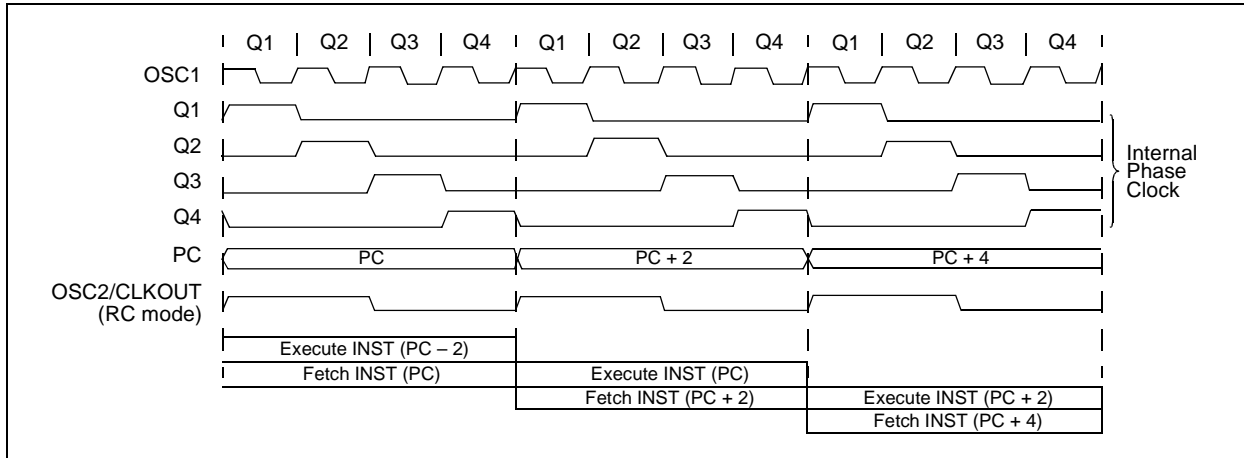 Q1 Q2 Q3 Q4 Q1 Q2 Q3 Q4 Q1 Q2 Q3 Q4
OSC1
Q1
Q2
Q3
Q4
Internal
Phase
Clock
PC PC PC + 2 PC + 4
OSC2/CLKOUT
(RC mode)
Execute INST (PC – 2)
Fetch INST (PC) Execute INST (PC)
Fetch INST (PC + 2) Execute INST (PC + 2)
Fetch INST (PC + 4)